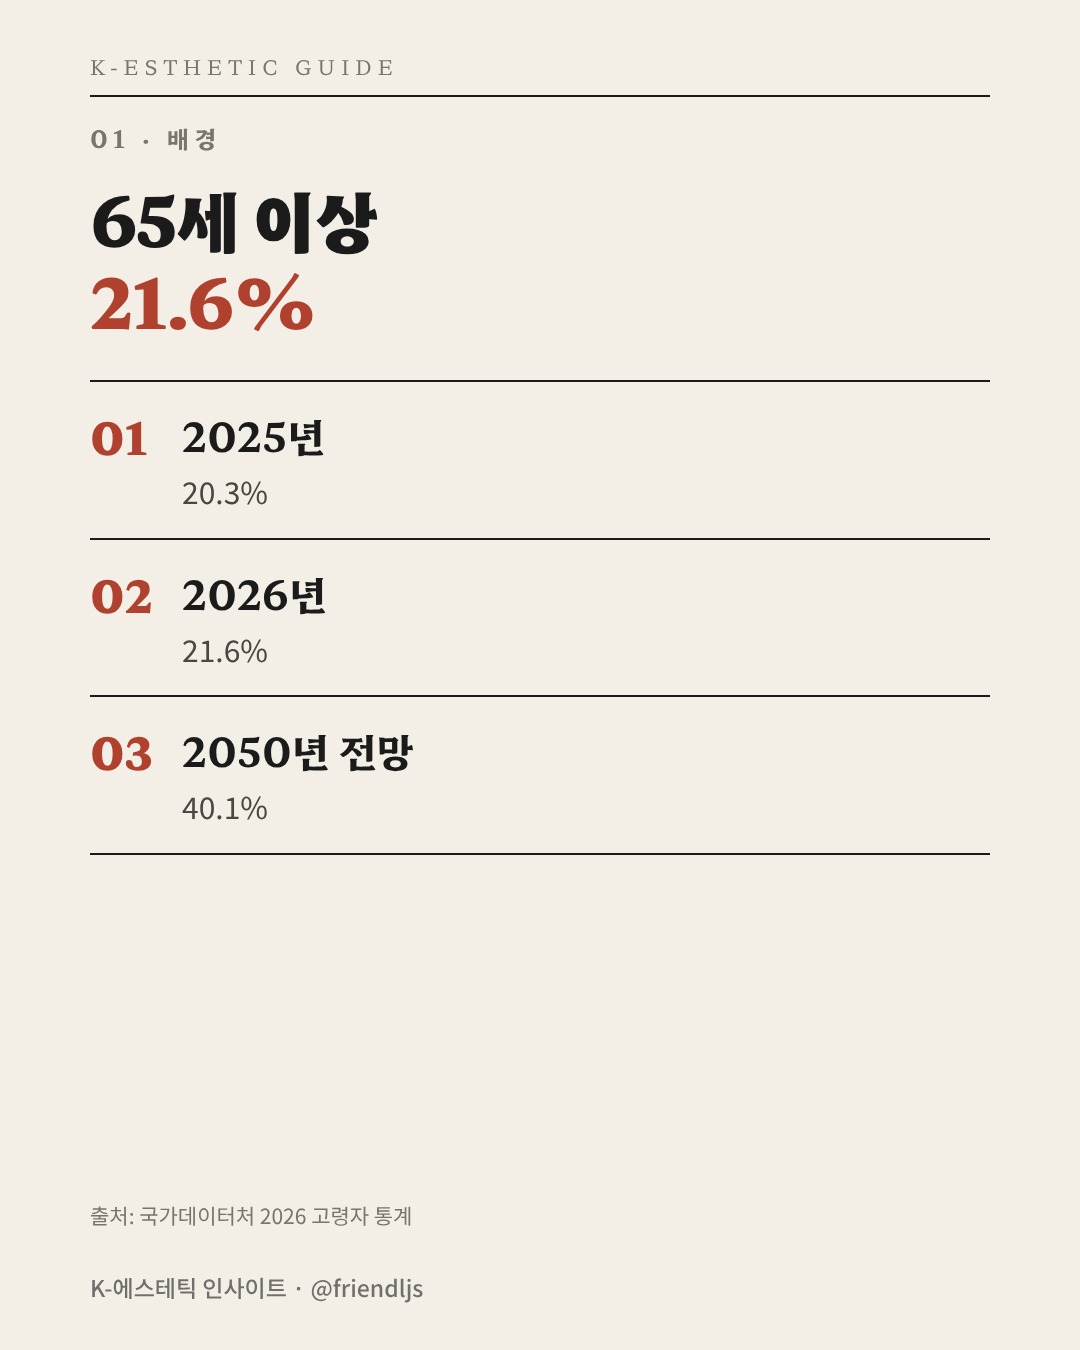 K-ESTHETIC GUIDE
01 · 배경
65세 이상
21.6%
01 2025년
20.3%
02 2026년
21.6%
03 2050년 전망
40.1%
출처: 국가데이터처 2026 고령자 통계
K-에스테틱 인사이트 · @friendljs